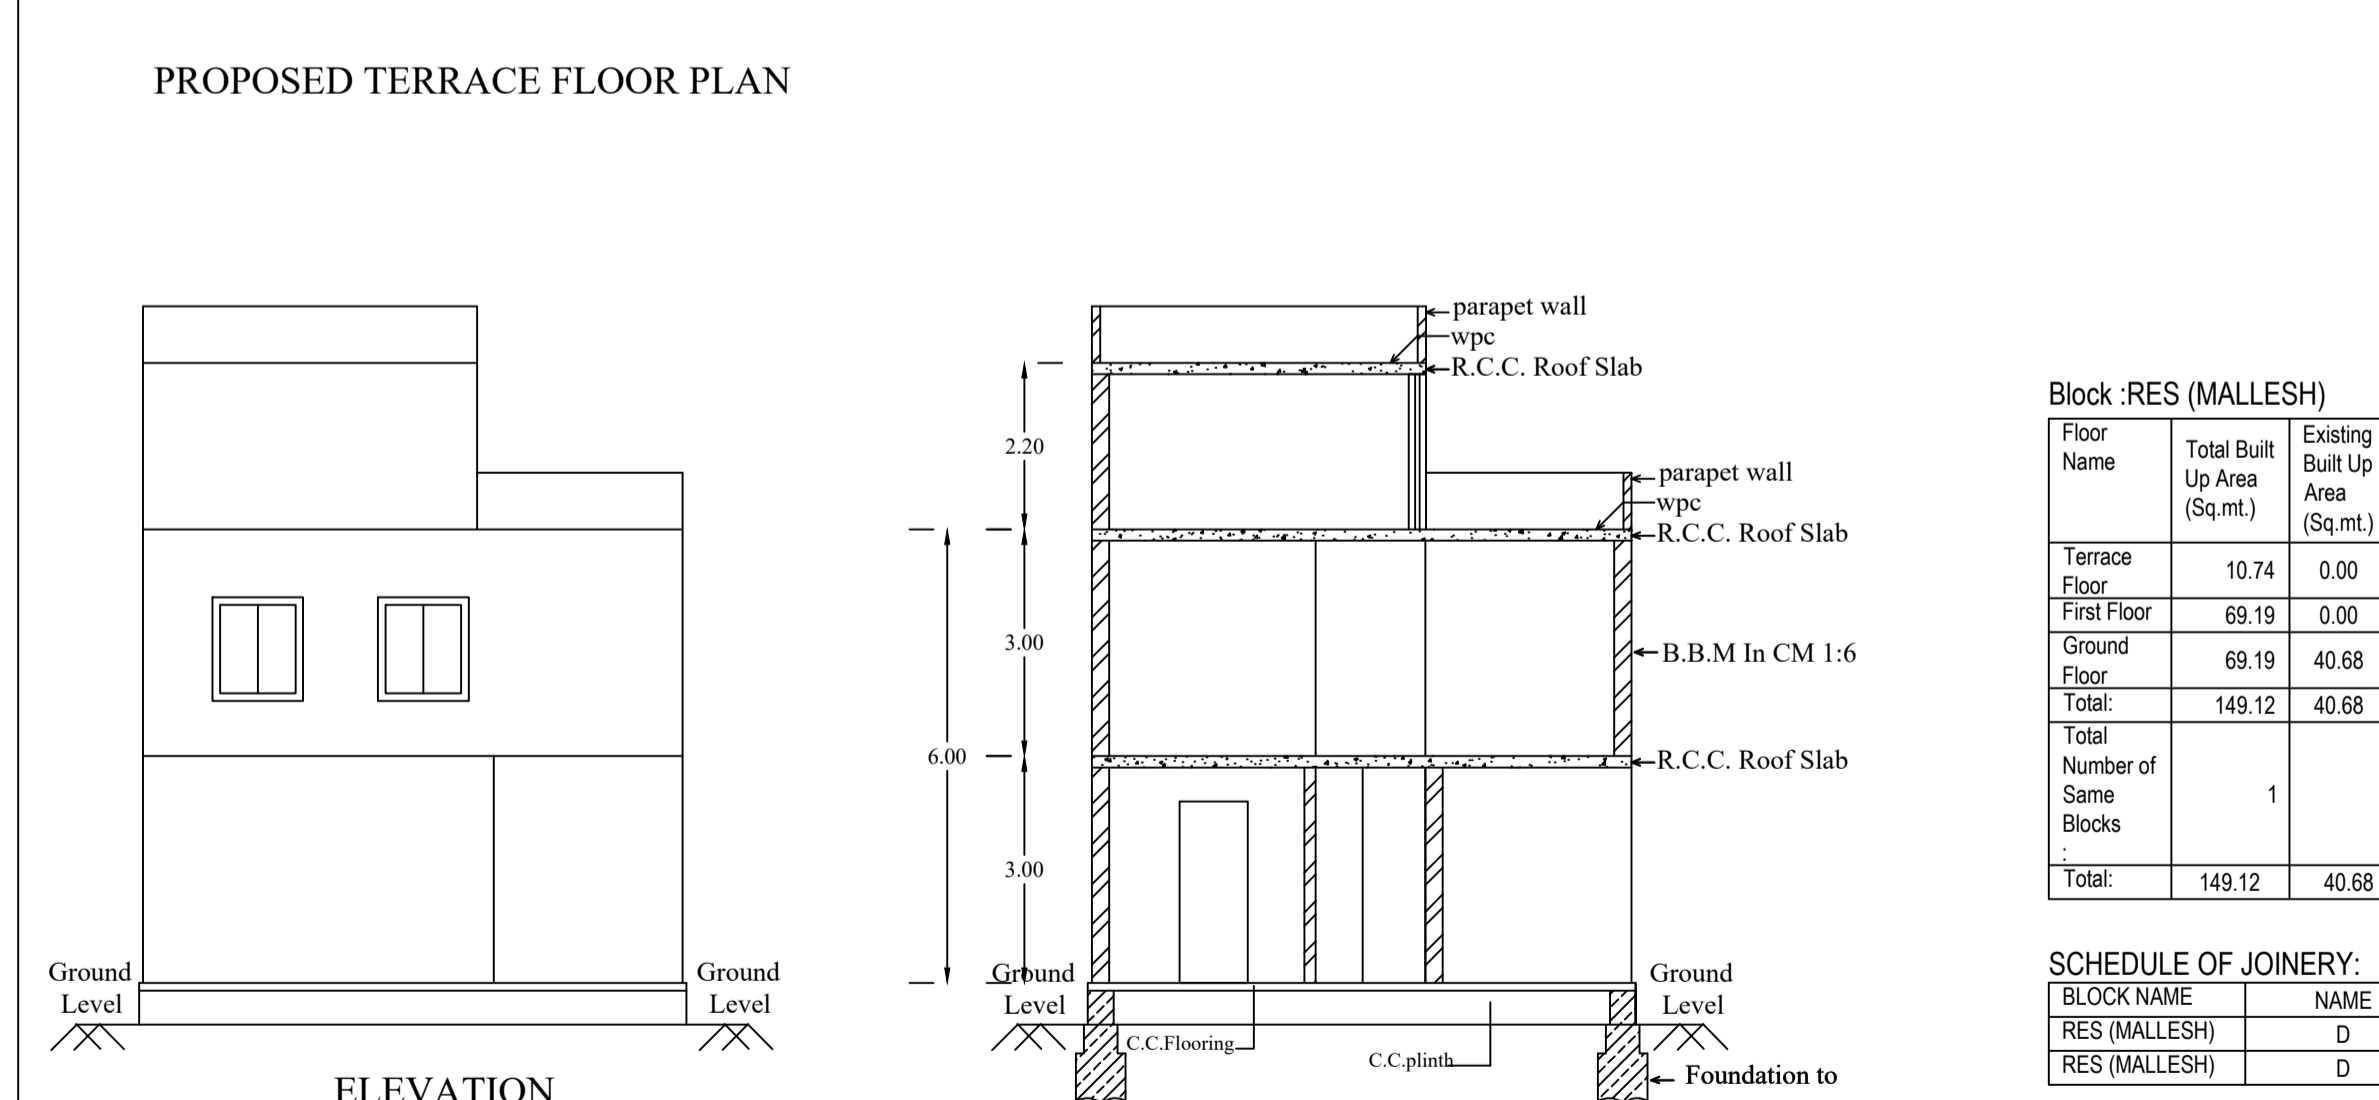 PROPOSED TERRACE FLOOR PLAN
Ground
Level
Ground
Level
ELEVATION
parapet wall
wpc
R.C.C. Roof Slab
2.20
parapet wall
wpc
R.C.C. Roof Slab
3.00
B.B.M In CM 1:6
6.00
R.C.C. Roof Slab
3.00
Ground
Level
Ground
Level
C.C.Flooring
C.C.plinth
Foundation to
Block :RES (MALLESH)
Floor
Name
Total Built
Up Area
(Sq.mt.)
Existing
Built Up
Area
(Sq.mt.)
Terrace
Floor
10.74
0.00
First Floor
69.19
0.00
Ground
Floor
69.19
40.68
Total:
149.12
40.68
Total
Number of
Same
Blocks
:
1
Total:
149.12
40.68
SCHEDULE OF JOINERY:
BLOCK NAME
NAME
RES (MALLESH)
D
RES (MALLESH)
D